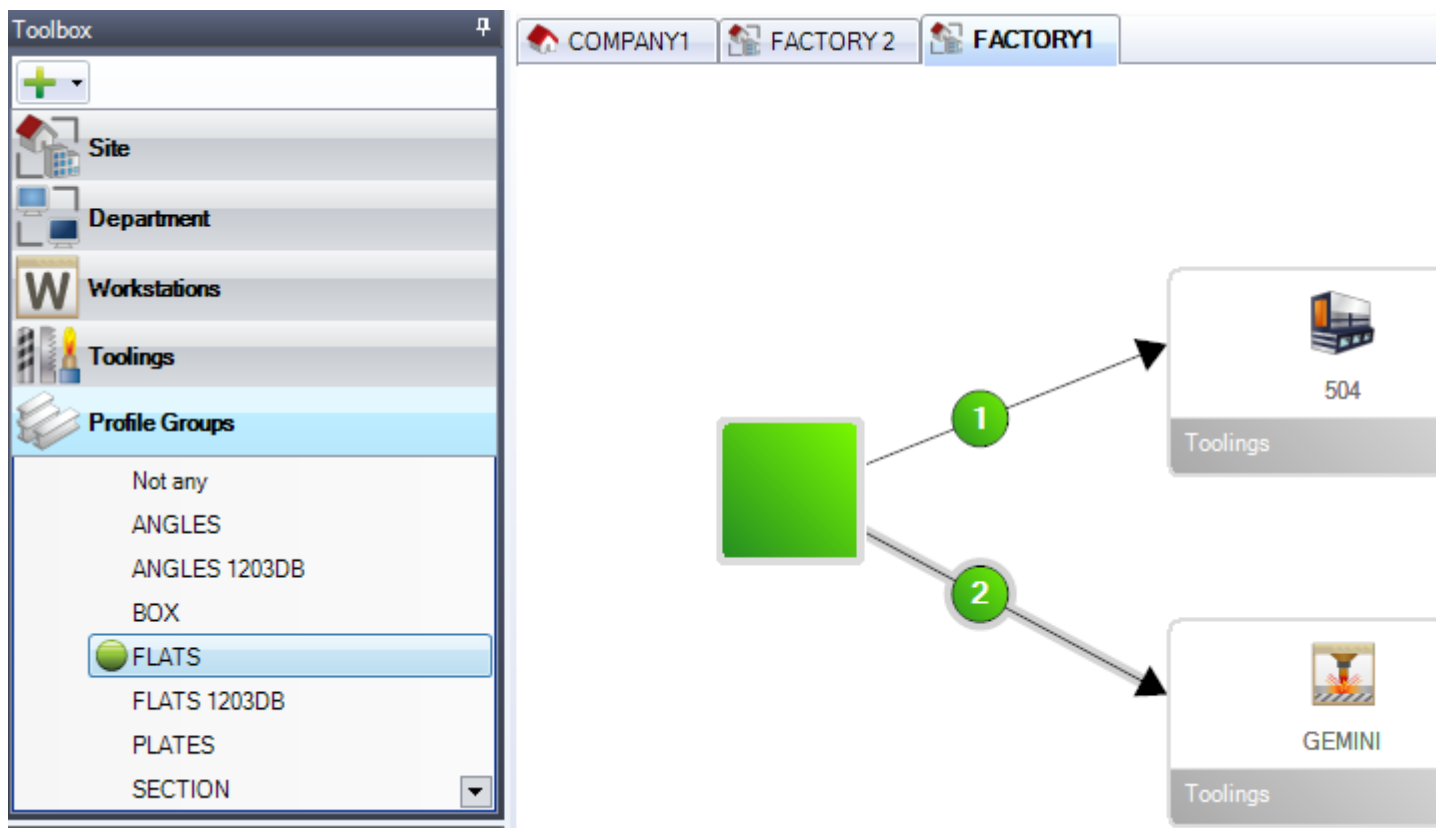 Toolbox
Site
Department
W
Workstations
Toolings
Profile Groups
Not any
ANGLES
ANGLES 1203DB
BOX
FLATS
FLATS 1203DB
PLATES
SECTION
COMPANY1
FACTORY 2
FACTORY1
1
504
Toolings
2
GEMINI
Toolings